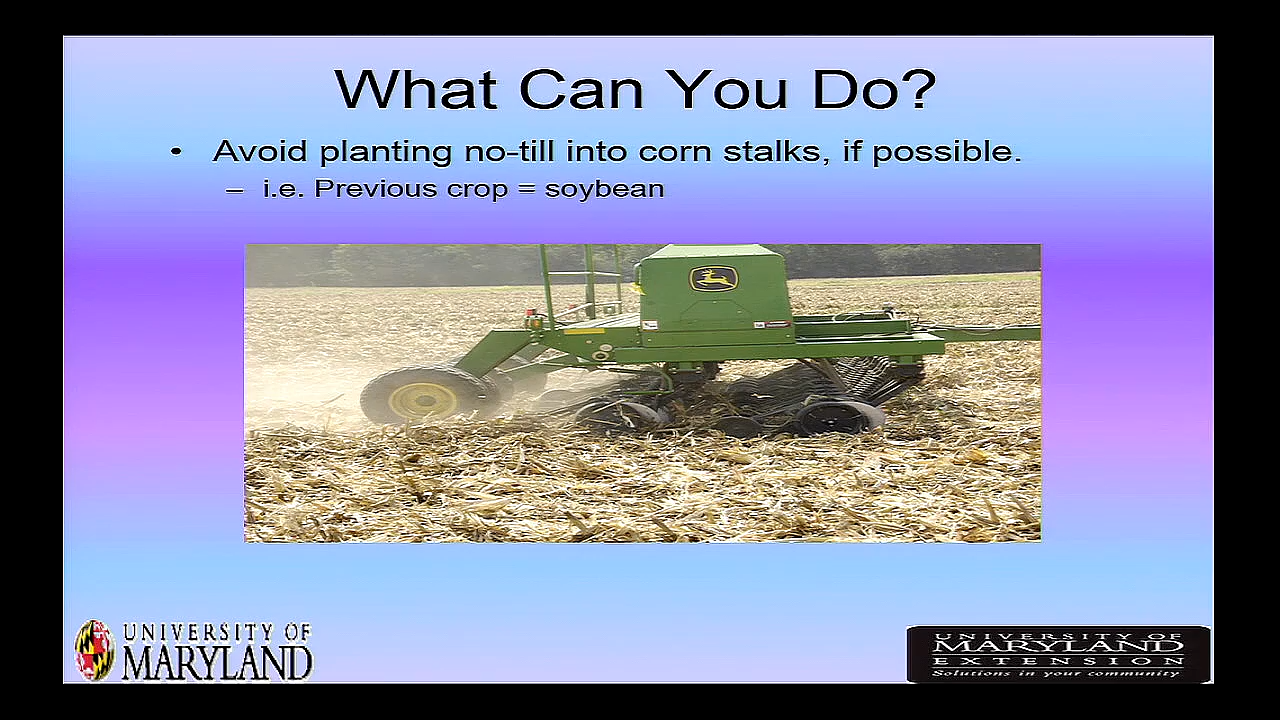 What Can You Do?
• Avoid planting no-till into corn stalks, if possible.
– i.e. Previous crop = soybean
UNIVERSITY OF
MARYLAND
UNIVERSITY OF
MARYLAND
EXTENSION
Solutions in your community